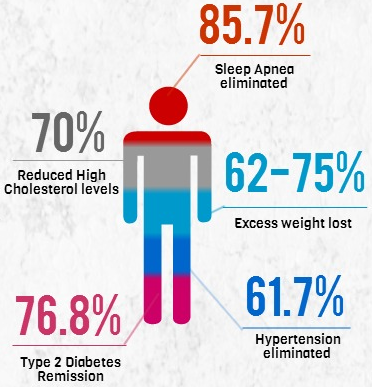 85.7%
Sleep Apnea
eliminated
70%
Reduced High
Cholesterol levels
62-75%
Excess weight lost
61.7%
Hypertension
eliminated
76.8%
Type 2 Diabetes
Remission